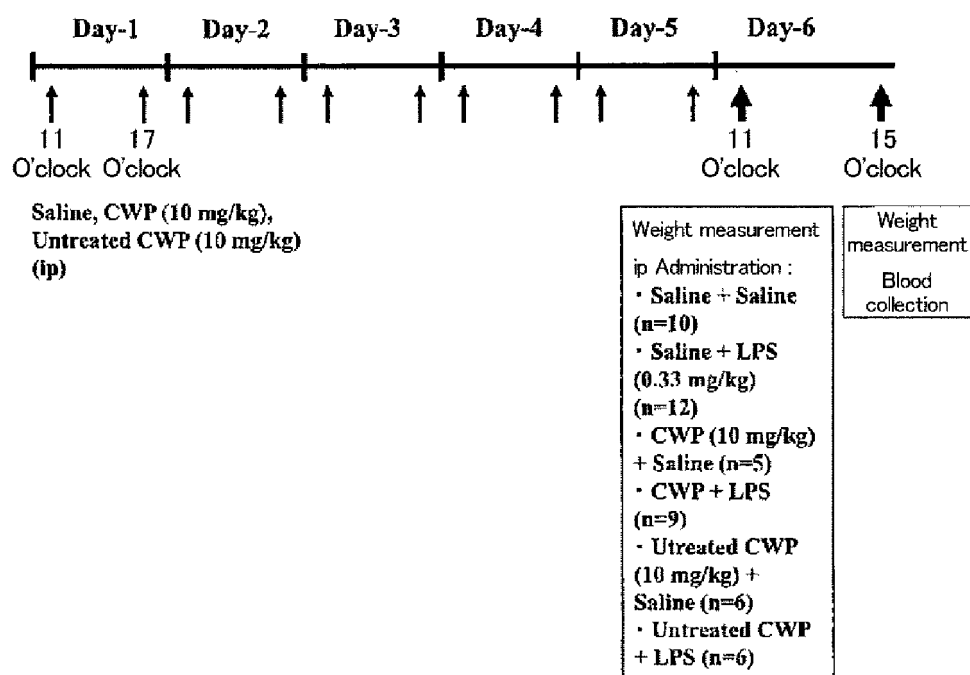 Day-1 Day-2 Day-3 Day-4 Day-5 Day-6
11 17 11 15
O'clock O'clock O'clock O'clock
Saline, CWP (10 mg/kg),
Untreated CWP (10 mg/kg)
(ip)
Weight measurement
ip Administration :
・ Saline + Saline
(n=10)
・ Saline + LPS
(0.33 mg/kg)
(n=12)
・ CWP (10 mg/kg)
+ Saline (n=5)
・ CWP + LPS
(n=9)
・ Utreated CWP
(10 mg/kg) +
Saline (n=6)
・ Untreated CWP
+ LPS (n=6)
Weight
measurement
Blood
collection